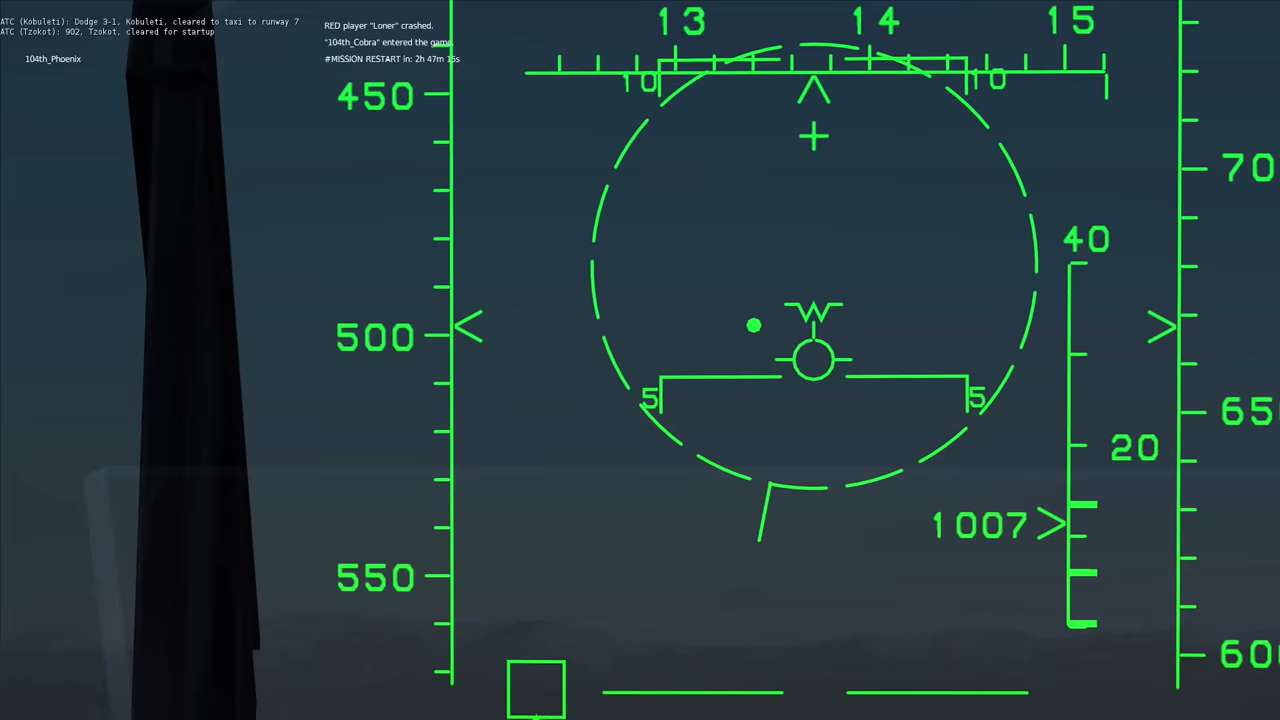 ATC (Kobuleti): Dodge 3-1, Kobuleti, cleared to taxi to runway 7
ATC (Tzokot): 902, Tzokot, cleared for startup
104th_Phoenix
RED player "Loner" crashed.
"104th_Cobra" entered the game.
#MISSION RESTART in: 2h 47m 16s
13 14 15
10 10
450
70
40
500
5 5
65
20
1007
550
60